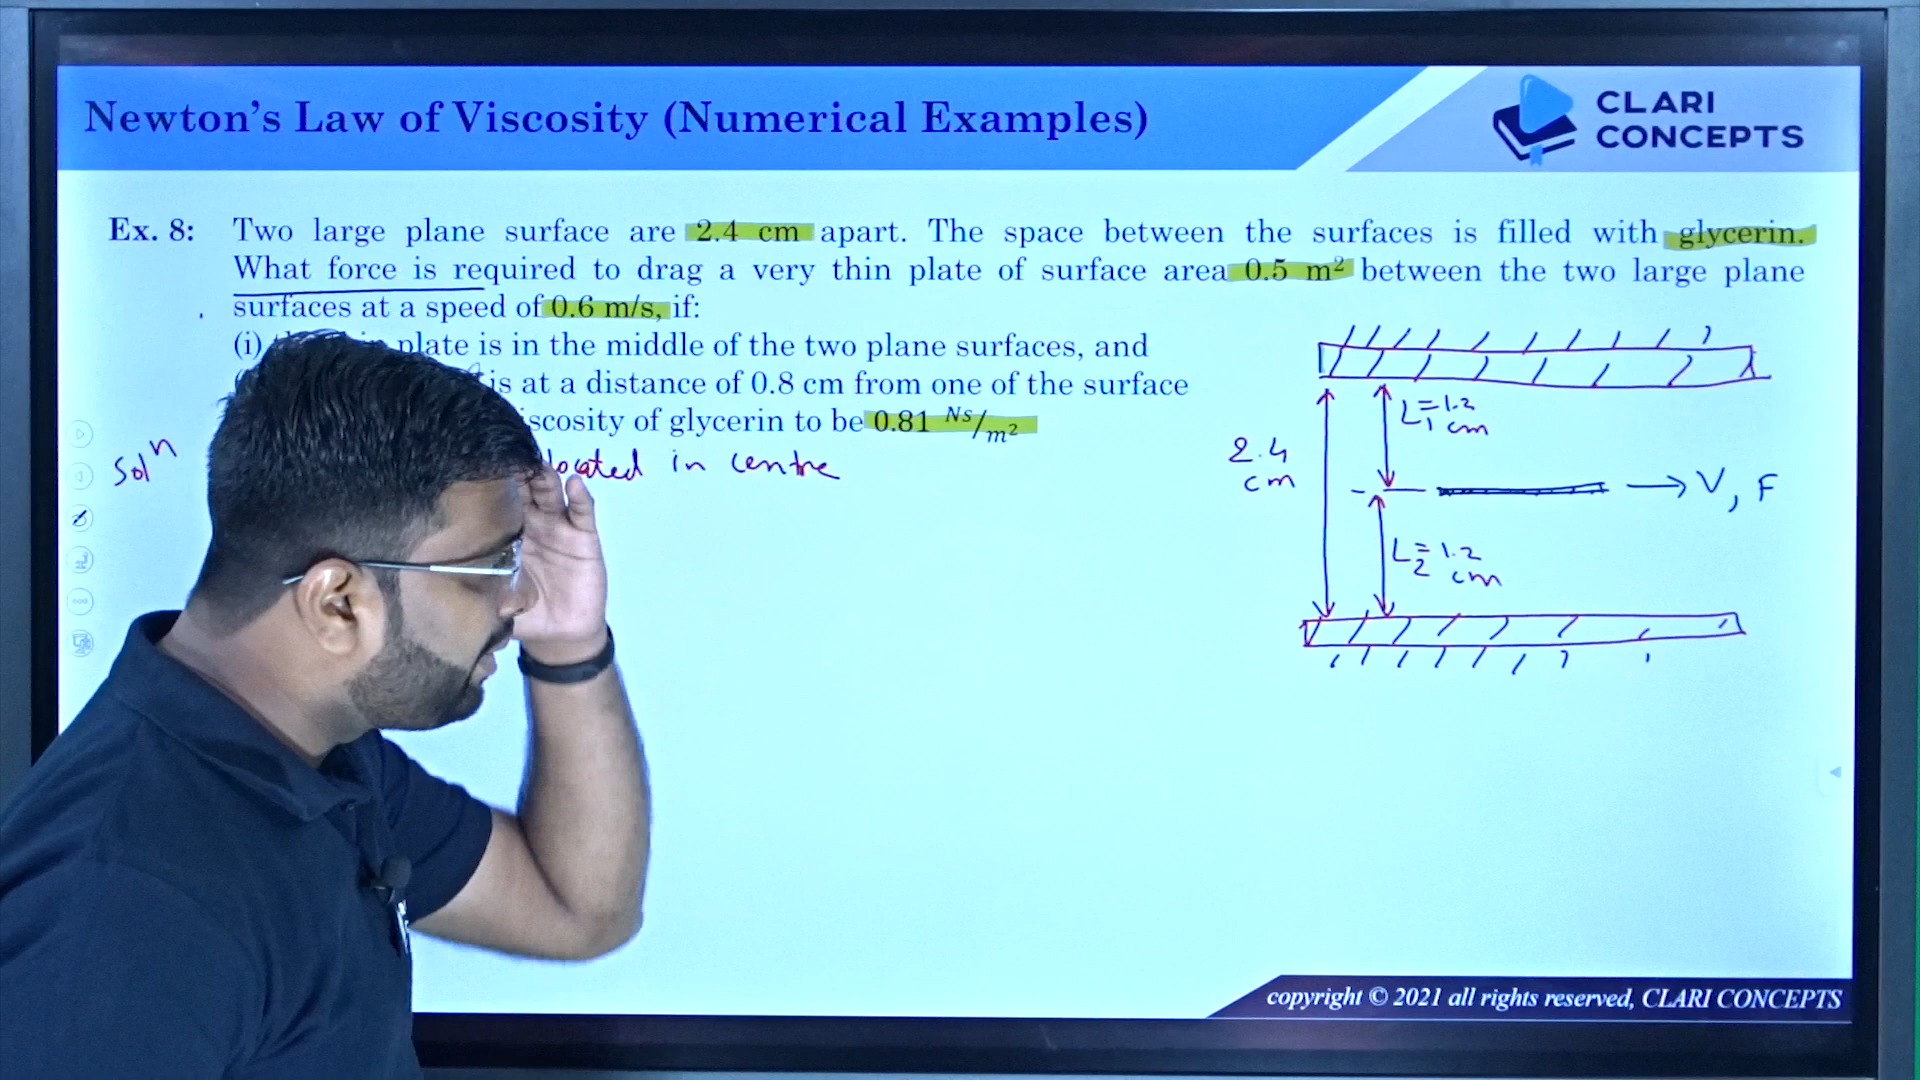 Newton's Law of Viscosity (Numerical Examples)
CLARI
CONCEPTS
Ex. 8: Two large plane surface are 2.4 cm apart. The space between the surfaces is filled with glycerin.
What force is required to drag a very thin plate of surface area 0.5 m² between the two large plane
surfaces at a speed of 0.6 m/s, if:
(i) plate is in the middle of the two plane surfaces, and
is at a distance of 0.8 cm from one of the surface
of glycerin to be 0.81 Ns/m²
Solⁿ located in centre
L₁=1.2
cm
2.4
cm
V, F
L₂=1.2
cm
copyright © 2021 all rights reserved, CLARI CONCEPTS